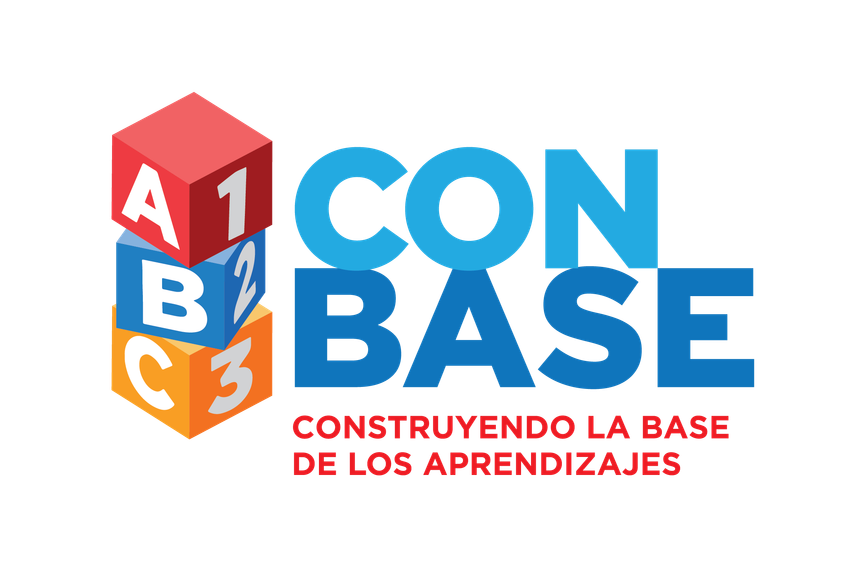 A 1
B 2
C 3
CON
BASE
CONSTRUYENDO LA BASE
DE LOS APRENDIZAJES